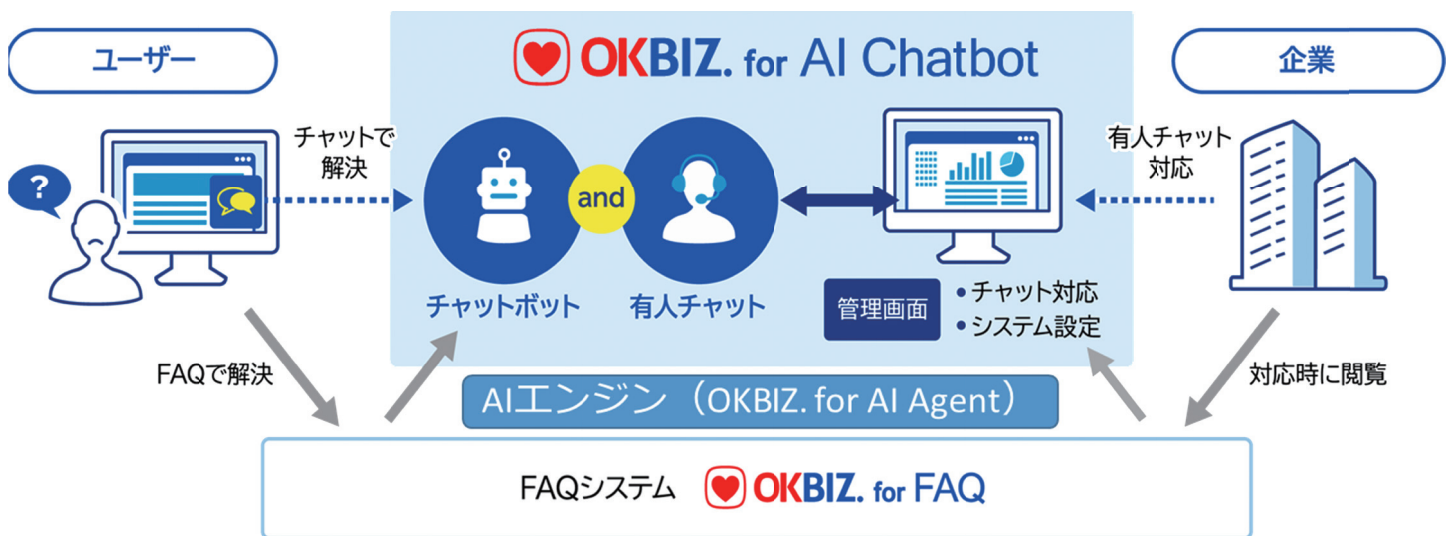 ユーザー
OKBIZ. for AI Chatbot
企業
チャットで
解決
有人チャット
対応
?
and
チャットボット
有人チャット
管理画面
• チャット対応
• システム設定
FAQで解決
対応時に閲覧
AIエンジン（OKBIZ. for AI Agent）
FAQシステム OKBIZ. for FAQ